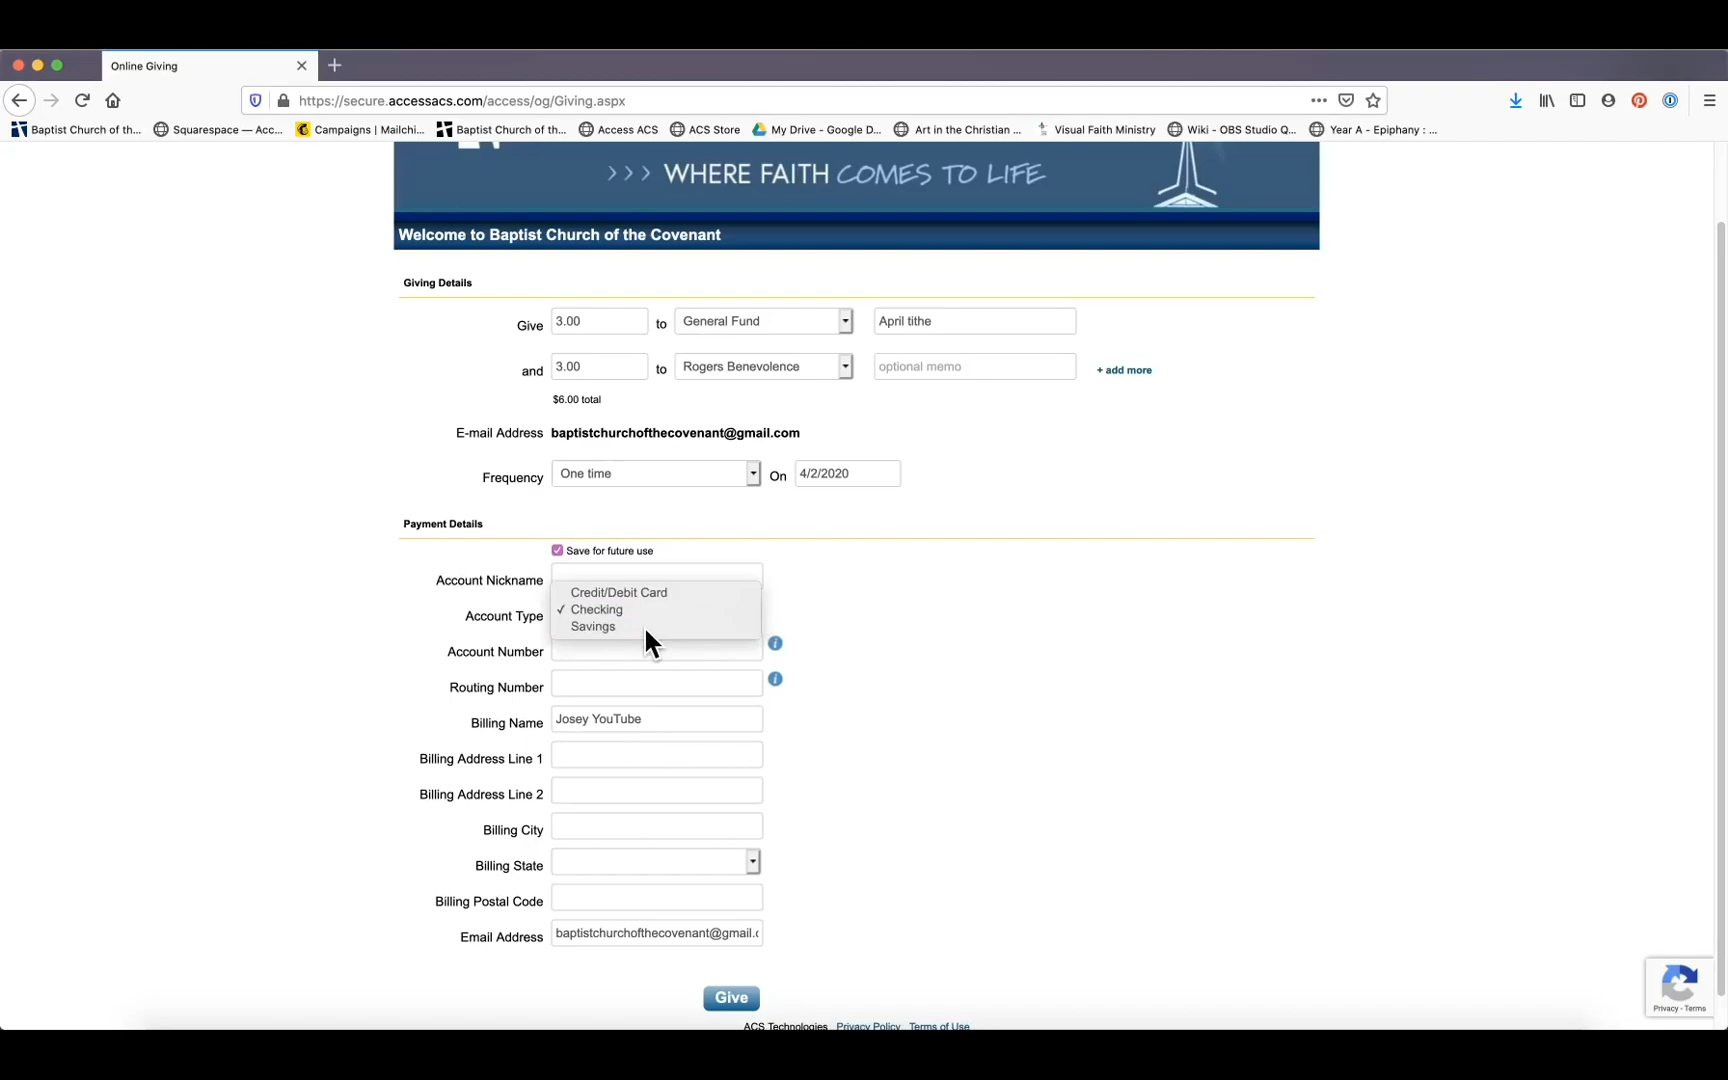 Online Giving
https://secure.accessacs.com/access/og/Giving.aspx
Baptist Church of th... Squarespace — Acc... Campaigns | Mailchi... Baptist Church of th... Access ACS ACS Store My Drive - Google D... Art in the Christian ... Visual Faith Ministry Wiki - OBS Studio Q... Year A - Epiphany : ...
>>> WHERE FAITH COMES TO LIFE
Welcome to Baptist Church of the Covenant
Giving Details
Give 3.00 to General Fund April tithe
and 3.00 to Rogers Benevolence optional memo + add more
$6.00 total
E-mail Address baptistchurchofthecovenant@gmail.com
Frequency One time On 4/2/2020
Payment Details
Save for future use
Account Nickname
Credit/Debit Card
✓ Checking
Account Type
Savings
Account Number
Routing Number
Billing Name Josey YouTube
Billing Address Line 1
Billing Address Line 2
Billing City
Billing State
Billing Postal Code
Email Address baptistchurchofthecovenant@gmail.c
Give
Privacy - Terms
ACS Technologies Privacy Policy Terms of Use